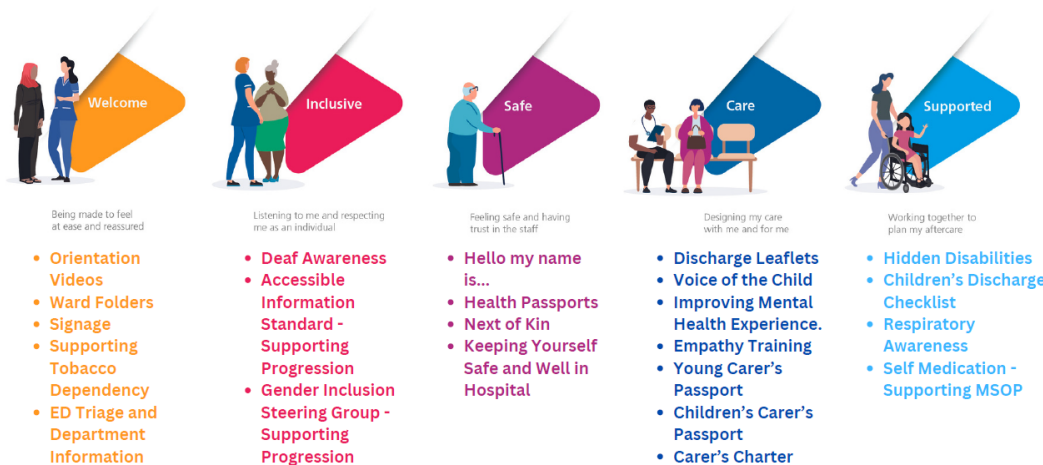 Welcome
Being made to feel
at ease and reassured
• Orientation
Videos
• Ward Folders
• Signage
• Supporting
Tobacco
Dependency
• ED Triage and
Department
Information
Inclusive
Listening to me and respecting
me as an individual
• Deaf Awareness
• Accessible
Information
Standard -
Supporting
Progression
• Gender Inclusion
Steering Group -
Supporting
Progression
Safe
Feeling safe and having
trust in the staff
• Hello my name
is...
• Health Passports
• Next of Kin
• Keeping Yourself
Safe and Well in
Hospital
Care
Designing my care
with me and for me
• Discharge Leaflets
• Voice of the Child
• Improving Mental
Health Experience.
• Empathy Training
• Young Carer’s
Passport
• Children’s Carer’s
Passport
• Carer’s Charter
Supported
Working together to
plan my aftercare
• Hidden Disabilities
• Children’s Discharge
Checklist
• Respiratory
Awareness
• Self Medication -
Supporting MSOP